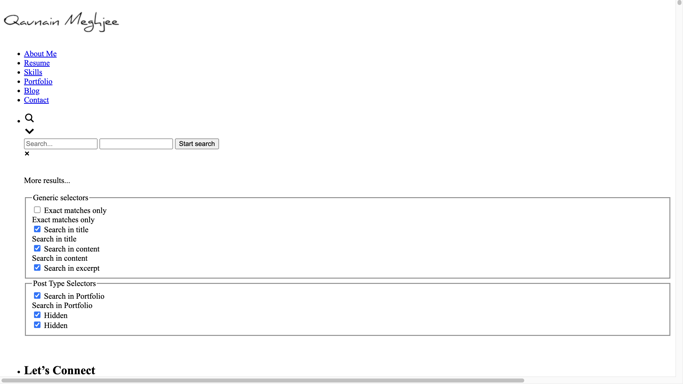 Qavnain Meghjee
About Me
Resume
Skills
Portfolio
Blog
Contact
Search... Start search
More results...
Generic selectors
Exact matches only
Exact matches only
Search in title
Search in title
Search in content
Search in content
Search in excerpt
Post Type Selectors
Search in Portfolio
Search in Portfolio
Hidden
Hidden
Let’s Connect